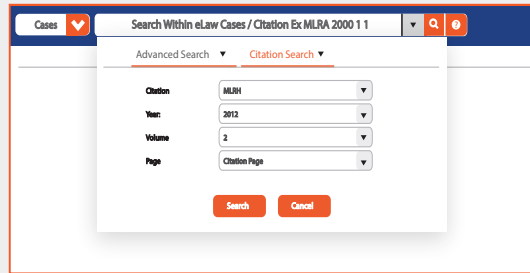 Cases Search Within eLaw Cases / Citation Ex MLRA 2000 1 1
Advanced Search Citation Search
Citation MLRH
Year: 2012
Volume 2
Page Citation Page
Search Cancel